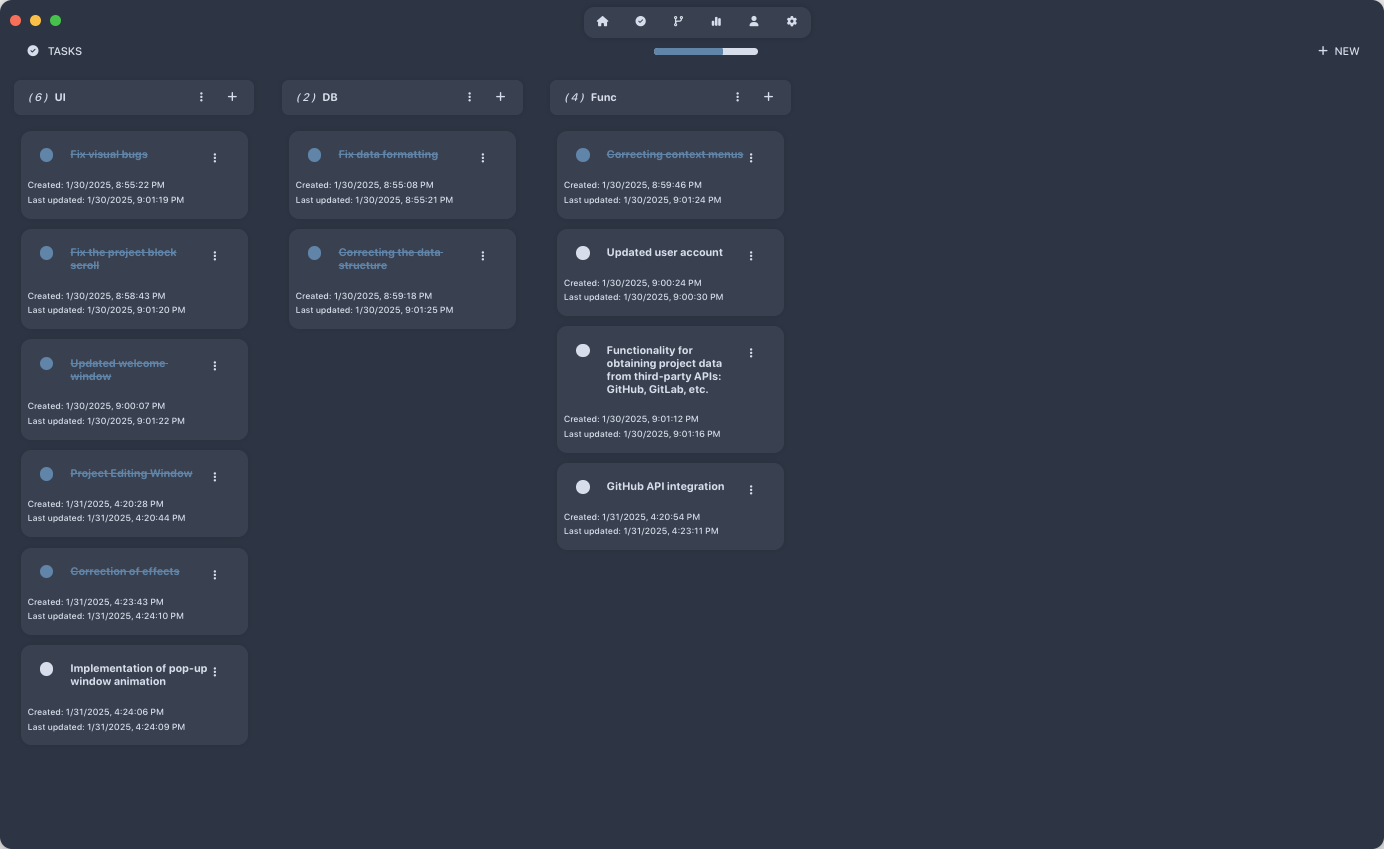 TASKS
NEW
(6) UI
Fix visual bugs
Created: 1/30/2025, 8:55:22 PM
Last updated: 1/30/2025, 9:01:19 PM
Fix the project block
scroll
Created: 1/30/2025, 8:58:43 PM
Last updated: 1/30/2025, 9:01:20 PM
Updated welcome
window
Created: 1/30/2025, 9:00:07 PM
Last updated: 1/30/2025, 9:01:22 PM
Project Editing Window
Created: 1/31/2025, 4:20:28 PM
Last updated: 1/31/2025, 4:20:44 PM
Correction of effects
Created: 1/31/2025, 4:23:43 PM
Last updated: 1/31/2025, 4:24:10 PM
Implementation of pop-up
window animation
Created: 1/31/2025, 4:24:06 PM
Last updated: 1/31/2025, 4:24:09 PM
(2) DB
Fix data formatting
Created: 1/30/2025, 8:55:08 PM
Last updated: 1/30/2025, 8:55:21 PM
Correcting the data
structure
Created: 1/30/2025, 8:59:18 PM
Last updated: 1/30/2025, 9:01:25 PM
(4) Func
Correcting context menus
Created: 1/30/2025, 8:59:46 PM
Last updated: 1/30/2025, 9:01:24 PM
Updated user account
Created: 1/30/2025, 9:00:24 PM
Last updated: 1/30/2025, 9:00:30 PM
Functionality for
obtaining project data
from third-party APIs:
GitHub, GitLab, etc.
Created: 1/30/2025, 9:01:12 PM
Last updated: 1/30/2025, 9:01:16 PM
GitHub API integration
Created: 1/31/2025, 4:20:54 PM
Last updated: 1/31/2025, 4:23:11 PM